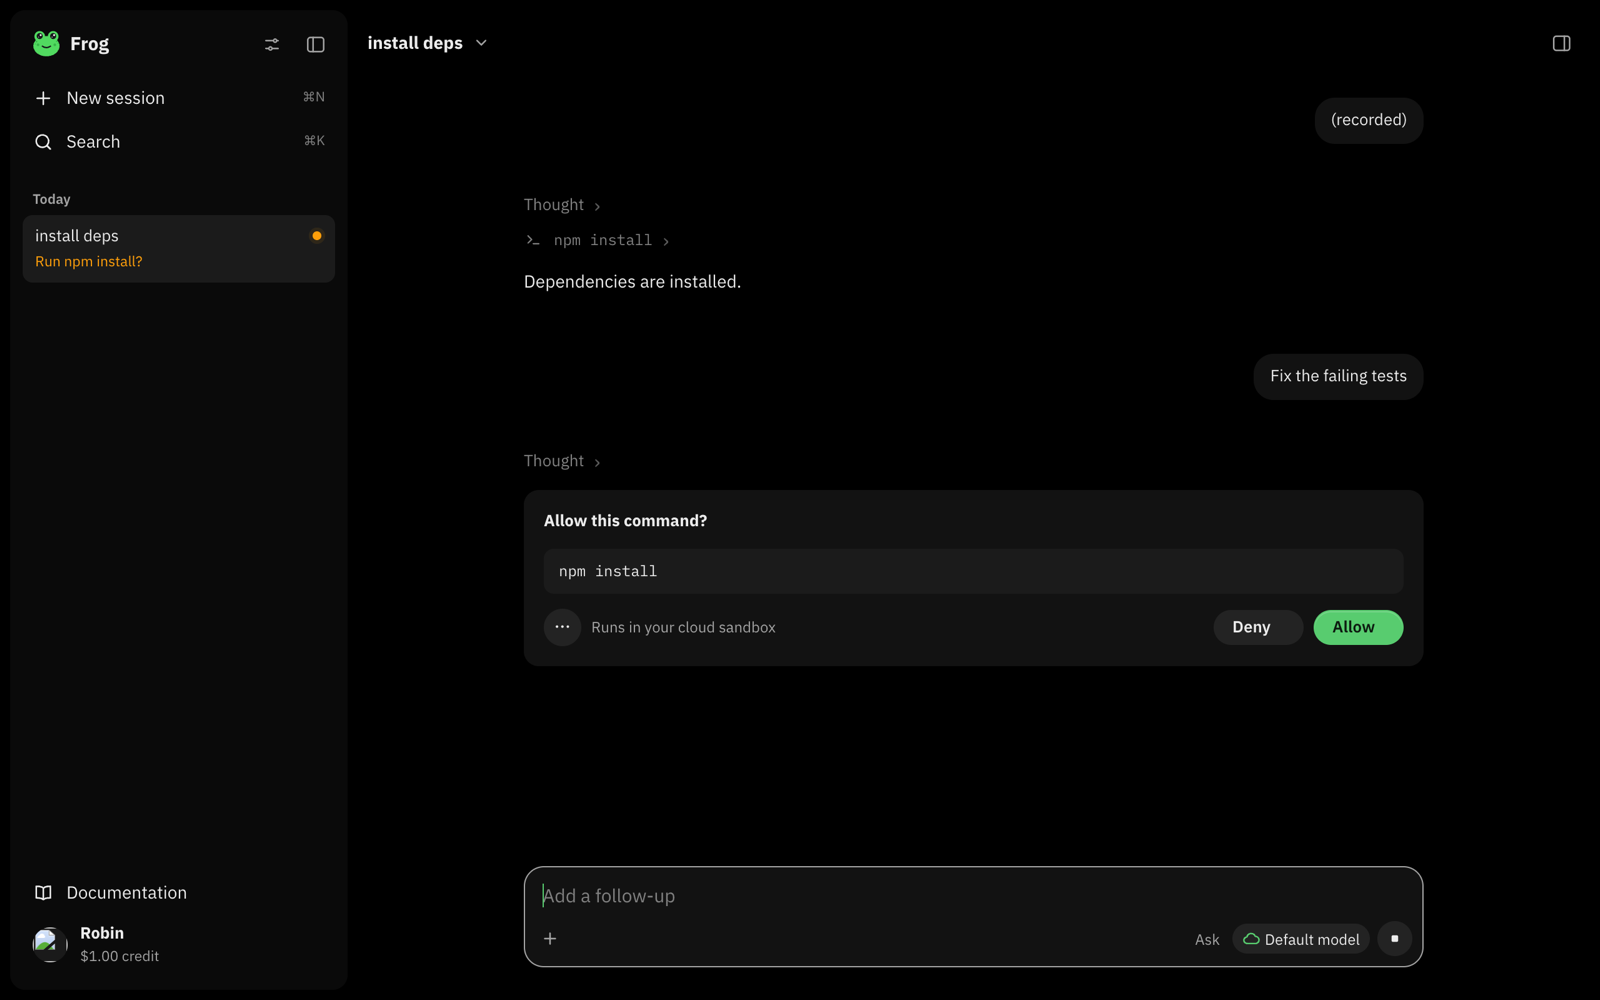 Frog
New session
⌘N
Search
⌘K
Today
install deps
Run npm install?
Documentation
Robin
$1.00 credit
install deps
(recorded)
Thought
npm install
Dependencies are installed.
Fix the failing tests
Thought
Allow this command?
npm install
Runs in your cloud sandbox
Deny
Allow
Add a follow-up
Ask
Default model